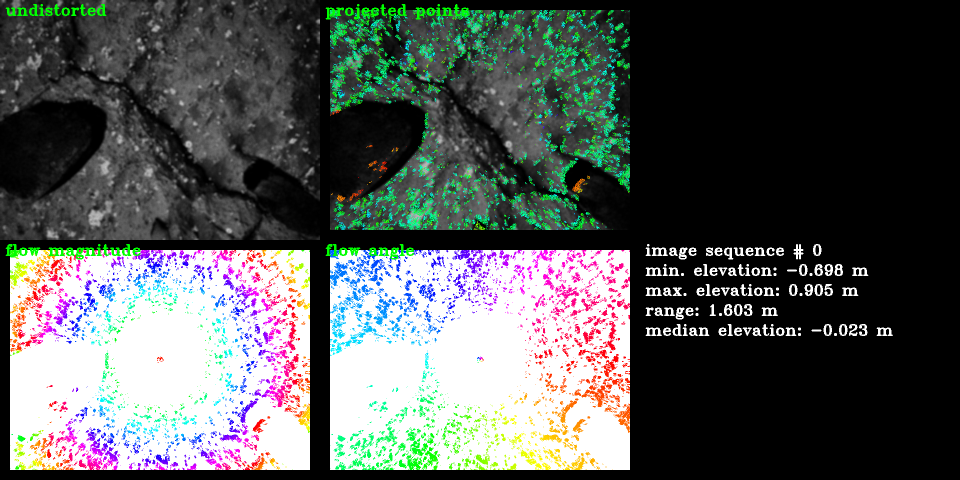 undistorted
projected points
flow magnitude
flow angle
image sequence # 0
min. elevation: −0.698 m
max. elevation: 0.905 m
range: 1.603 m
median elevation: −0.023 m